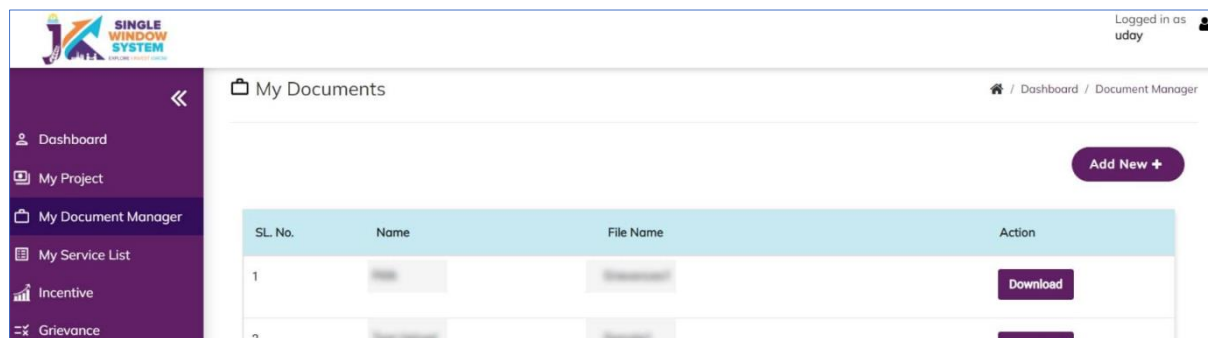 SINGLE
WINDOW
SYSTEM
Logged in as
uday
My Documents
/ Dashboard / Document Manager
Dashboard
My Project
My Document Manager
My Service List
Incentive
Grievance
Add New +
SL. No. Name File Name Action
1 Download